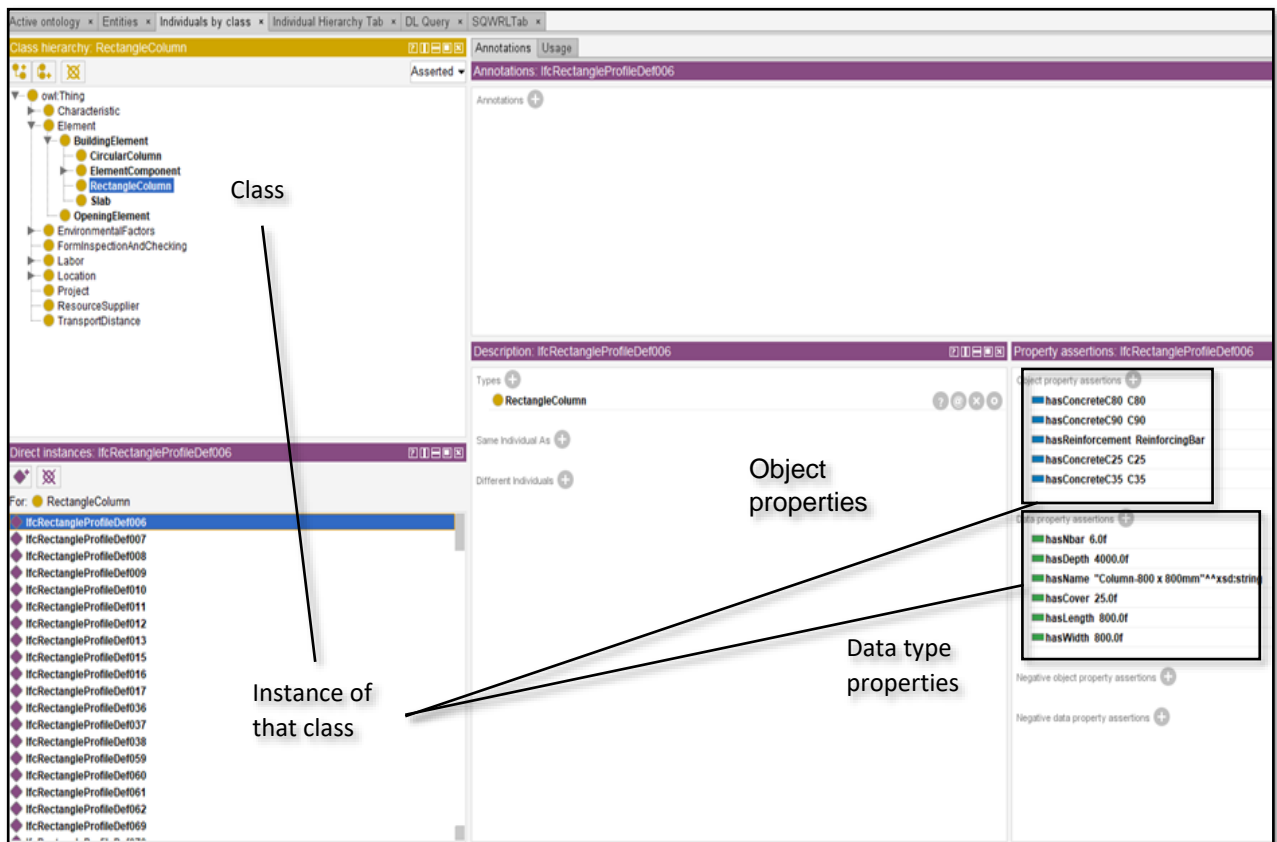 Active ontology × Entities × Individuals by class × Individual Hierarchy Tab × DL Query × SQWRLTab ×
Class hierarchy: RectangleColumn
Asserted
owl:Thing
Characteristic
Element
BuildingElement
CircularColumn
ElementComponent
RectangleColumn
Slab
OpeningElement
EnvironmentalFactors
FormInspectionAndChecking
Labor
Location
Project
ResourceSupplier
TransportDistance
Class
Direct instances: IfcRectangleProfileDef006
For: RectangleColumn
IfcRectangleProfileDef006
IfcRectangleProfileDef007
IfcRectangleProfileDef008
IfcRectangleProfileDef009
IfcRectangleProfileDef010
IfcRectangleProfileDef011
IfcRectangleProfileDef012
IfcRectangleProfileDef013
IfcRectangleProfileDef015
IfcRectangleProfileDef016
IfcRectangleProfileDef017
IfcRectangleProfileDef036
IfcRectangleProfileDef037
IfcRectangleProfileDef038
IfcRectangleProfileDef059
IfcRectangleProfileDef060
IfcRectangleProfileDef061
IfcRectangleProfileDef062
IfcRectangleProfileDef069
Instance of
that class
Annotations Usage
Annotations: IfcRectangleProfileDef006
Annotations
Description: IfcRectangleProfileDef006
Types
RectangleColumn
Same Individual As
Different Individuals
Object
properties
Data type
properties
Property assertions: IfcRectangleProfileDef006
Object property assertions
hasConcreteC80 C80
hasConcreteC90 C90
hasReinforcement ReinforcingBar
hasConcreteC25 C25
hasConcreteC35 C35
Data property assertions
hasNbar 6.0f
hasDepth 4000.0f
hasName "Column-800 x 800mm"^^xsd:string
hasCover 25.0f
hasLength 800.0f
hasWidth 800.0f
Negative object property assertions
Negative data property assertions